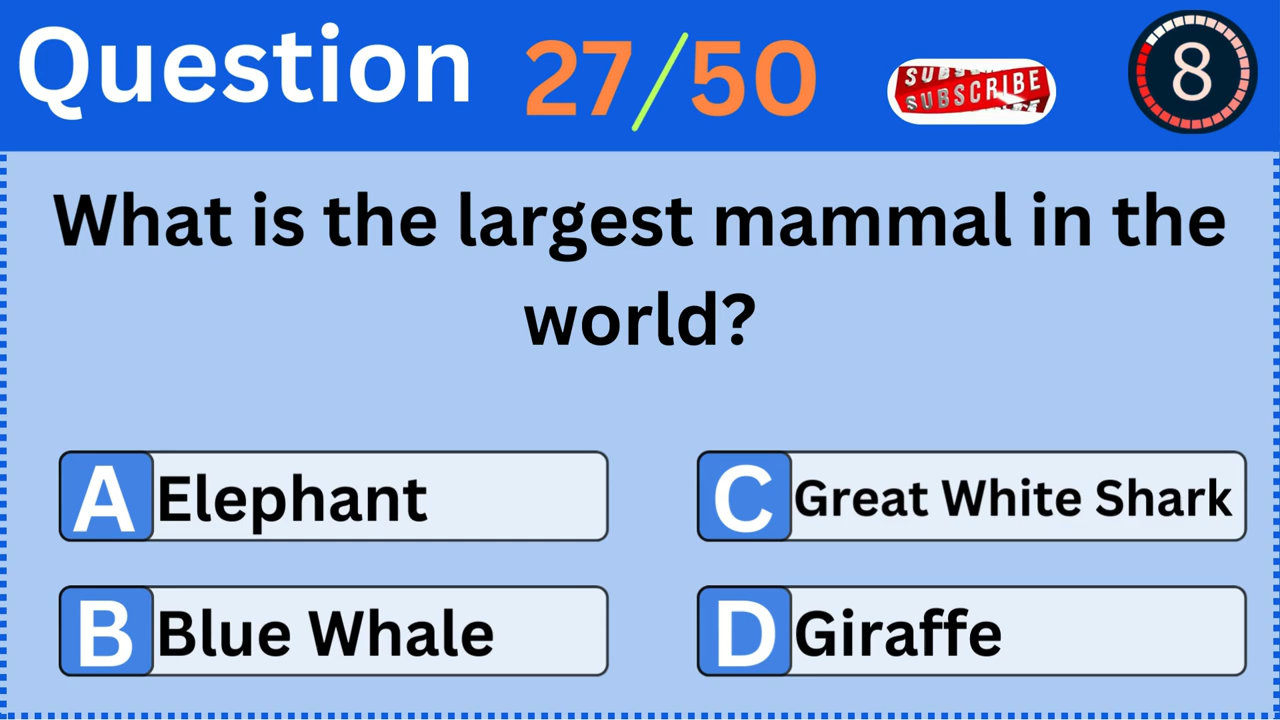 Question 27/50
SUBSCRIBE
8
What is the largest mammal in the
world?
A Elephant
C Great White Shark
B Blue Whale
D Giraffe